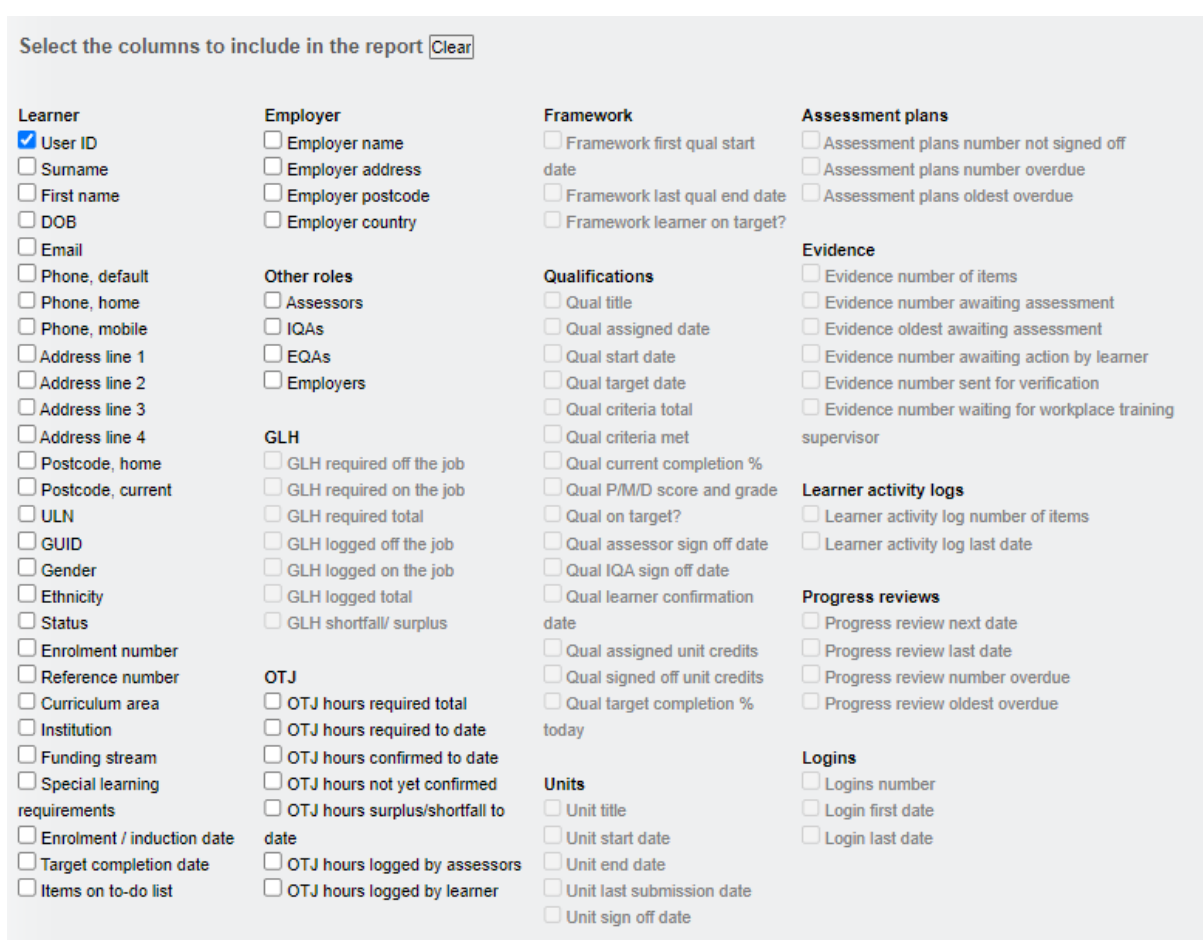 Select the columns to include in the report Clear
Learner
User ID
Surname
First name
DOB
Email
Phone, default
Phone, home
Phone, mobile
Address line 1
Address line 2
Address line 3
Address line 4
Postcode, home
Postcode, current
ULN
GUID
Gender
Ethnicity
Status
Enrolment number
Reference number
Curriculum area
Institution
Funding stream
Special learning
requirements
Enrolment / induction date
Target completion date
Items on to-do list
Employer
Employer name
Employer address
Employer postcode
Employer country
Other roles
Assessors
IQAs
EQAs
Employers
GLH
GLH required off the job
GLH required on the job
GLH required total
GLH logged off the job
GLH logged on the job
GLH logged total
GLH shortfall/ surplus
OTJ
OTJ hours required total
OTJ hours required to date
OTJ hours confirmed to date
OTJ hours not yet confirmed
OTJ hours surplus/shortfall to
date
OTJ hours logged by assessors
OTJ hours logged by learner
Framework
Framework first qual start
date
Framework last qual end date
Framework learner on target?
Qualifications
Qual title
Qual assigned date
Qual start date
Qual target date
Qual criteria total
Qual criteria met
Qual current completion %
Qual P/M/D score and grade
Qual on target?
Qual assessor sign off date
Qual IQA sign off date
Qual learner confirmation
date
Qual assigned unit credits
Qual signed off unit credits
Qual target completion %
today
Units
Unit title
Unit start date
Unit end date
Unit last submission date
Unit sign off date
Assessment plans
Assessment plans number not signed off
Assessment plans number overdue
Assessment plans oldest overdue
Evidence
Evidence number of items
Evidence number awaiting assessment
Evidence oldest awaiting assessment
Evidence number awaiting action by learner
Evidence number sent for verification
Evidence number waiting for workplace training
supervisor
Learner activity logs
Learner activity log number of items
Learner activity log last date
Progress reviews
Progress review next date
Progress review last date
Progress review number overdue
Progress review oldest overdue
Logins
Logins number
Login first date
Login last date